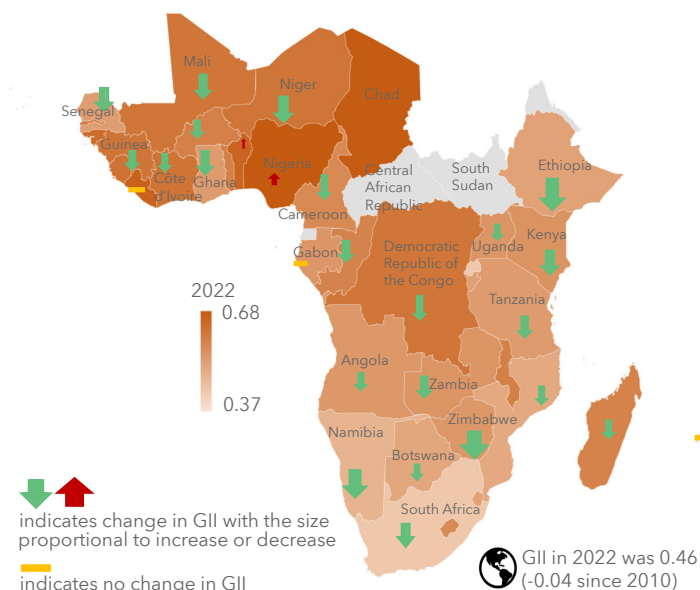 Mali
Niger
Chad
Senegal
Guinea
Nigeria
Côte
d'Ivoire
Ghana
Cameroon
Central
African
Republic
South
Sudan
Ethiopia
Gabon
Democratic
Republic of
the Congo
Uganda
Kenya
2022
0.68
0.37
Tanzania
Angola
Zambia
Zimbabwe
Namibia
Botswana
South Africa
indicates change in GII with the size
proportional to increase or decrease
indicates no change in GII
GII in 2022 was 0.46
(-0.04 since 2010)